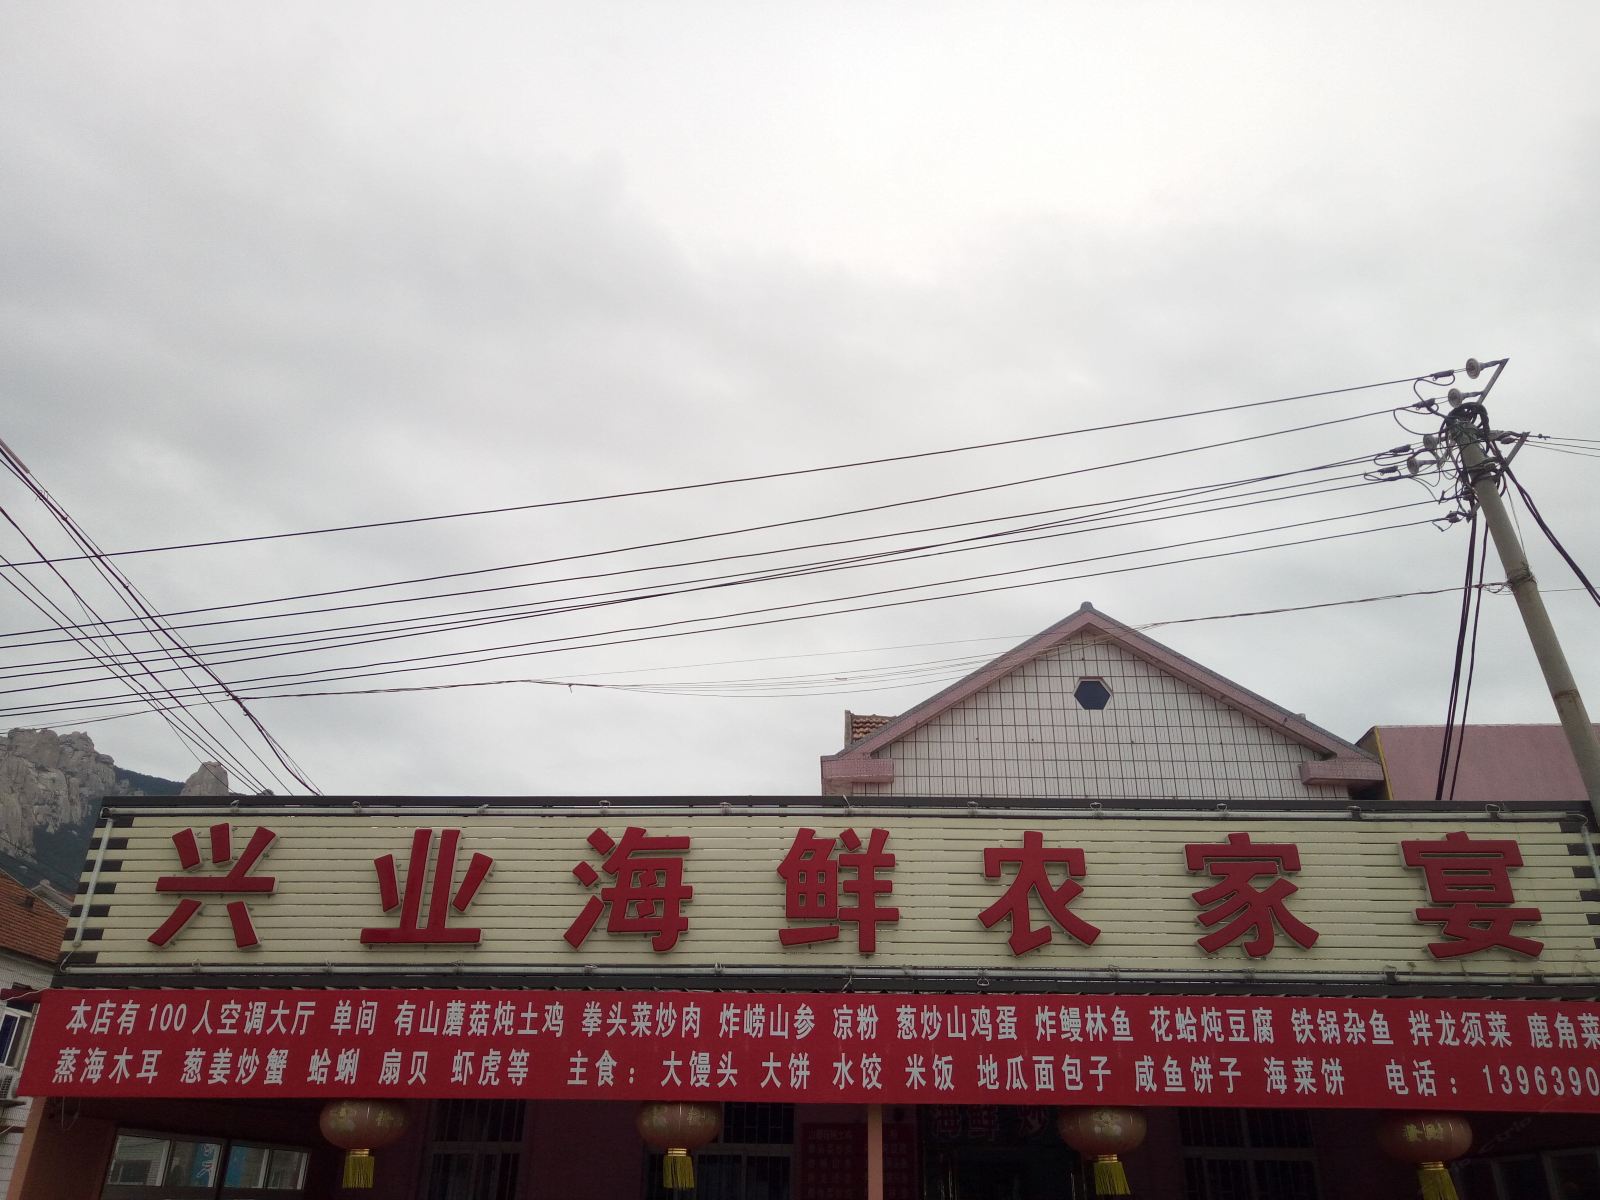 兴业海鲜农家宴
本店有100人空调大厅 单间 有山蘑菇炖土鸡 拳头菜炒肉 炸崂山参 凉粉 葱炒山鸡蛋 炸鳗林鱼 花蛤炖豆腐 铁锅杂鱼 拌龙须菜 鹿角菜
蒸海木耳 葱姜炒蟹 蛤蜊 扇贝 虾虎等 主食：大馒头 大饼 水饺 米饭 地瓜面包子 咸鱼饼子 海菜饼 电话：1396390
海鲜